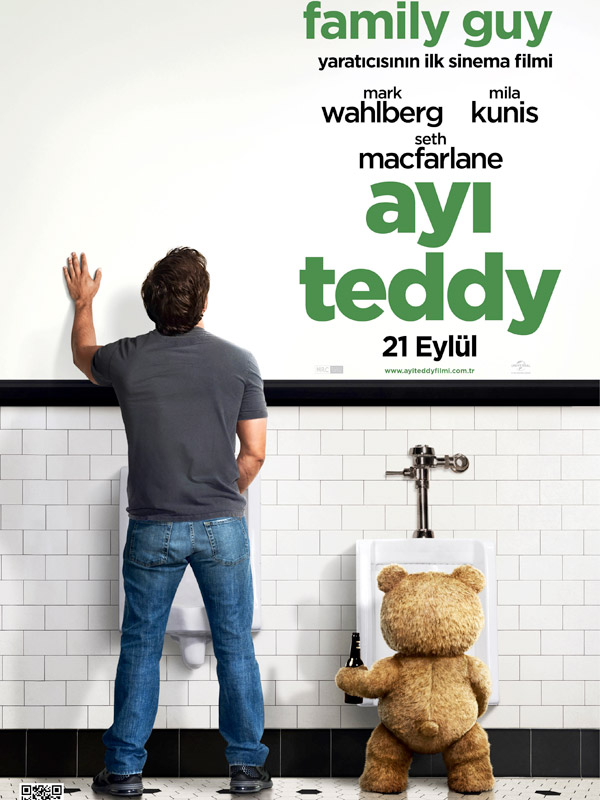 family guy
yaratıcısının ilk sinema filmi
mark
wahlberg
mila
kunis
seth
macfarlane
ayı
teddy
21 Eylül
www.ayiteddyfilmi.com.tr